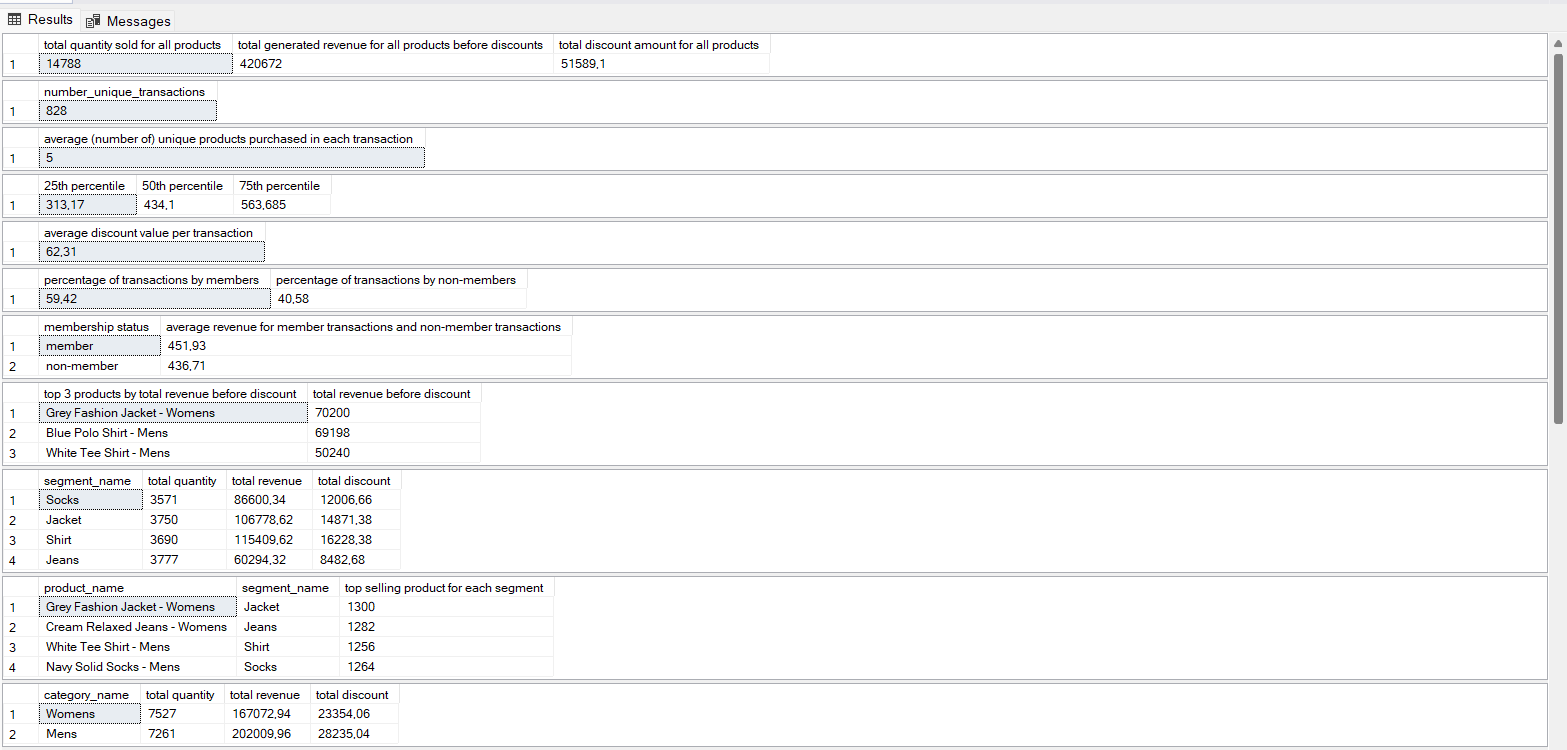 Results Messages
total quantity sold for all products total generated revenue for all products before discounts total discount amount for all products
1 14788 420672 51589,1
number_unique_transactions
1 828
average (number of) unique products purchased in each transaction
1 5
25th percentile 50th percentile 75th percentile
1 313,17 434,1 563,685
average discount value per transaction
1 62,31
percentage of transactions by members percentage of transactions by non-members
1 59,42 40,58
membership status average revenue for member transactions and non-member transactions
1 member 451,93
2 non-member 436,71
top 3 products by total revenue before discount total revenue before discount
1 Grey Fashion Jacket - Womens 70200
2 Blue Polo Shirt - Mens 69198
3 White Tee Shirt - Mens 50240
segment_name total quantity total revenue total discount
1 Socks 3571 86600,34 12006,66
2 Jacket 3750 106778,62 14871,38
3 Shirt 3690 115409,62 16228,38
4 Jeans 3777 60294,32 8482,68
product_name segment_name top selling product for each segment
1 Grey Fashion Jacket - Womens Jacket 1300
2 Cream Relaxed Jeans - Womens Jeans 1282
3 White Tee Shirt - Mens Shirt 1256
4 Navy Solid Socks - Mens Socks 1264
category_name total quantity total revenue total discount
1 Womens 7527 167072,94 23354,06
2 Mens 7261 202009,96 28235,04